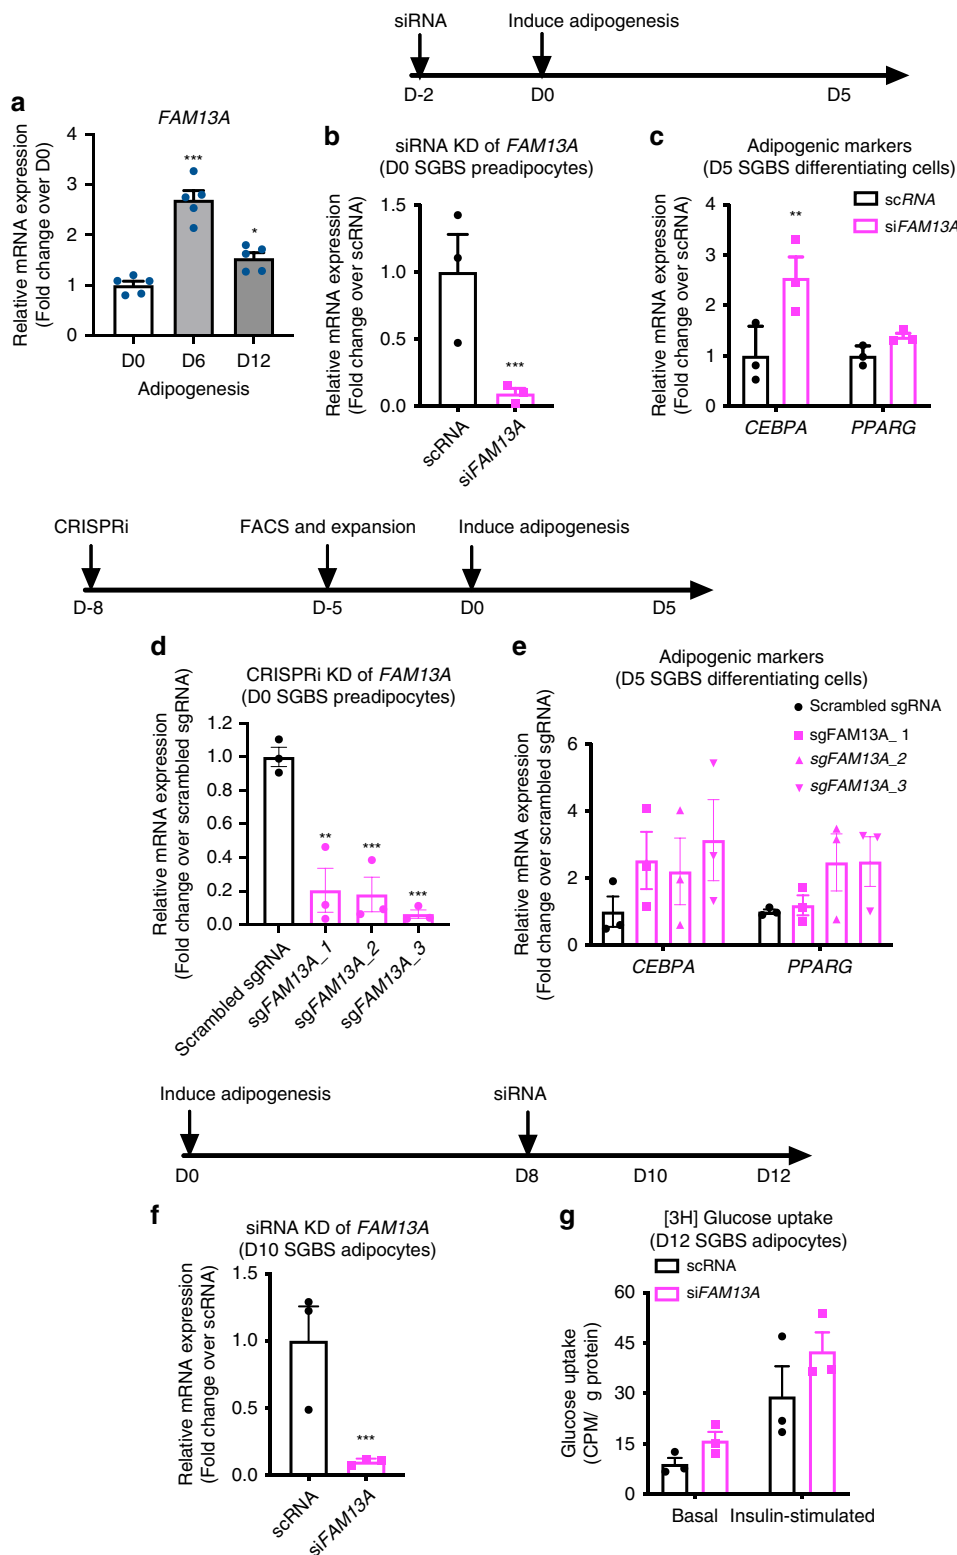 siRNA Induce adipogenesis
D-2 D0 D5
a
FAM13A
Relative mRNA expression
(Fold change over D0)
4
3
2
1
0
***
*
D0 D6 D12
Adipogenesis
b
siRNA KD of FAM13A
(D0 SGBS preadipocytes)
Relative mRNA expression
(Fold change over scRNA)
1.5
1.0
0.5
0.0
***
scRNA
siFAM13A
c
Adipogenic markers
(D5 SGBS differentiating cells)
scRNA
siFAM13A
Relative mRNA expression
(Fold change over scRNA)
4
3
2
1
0
**
CEBPA PPARG
CRISPRi FACS and expansion Induce adipogenesis
D-8 D-5 D0 D5
d
CRISPRi KD of FAM13A
(D0 SGBS preadipocytes)
Relative mRNA expression
(Fold change over scrambled sgRNA)
1.2
1.0
0.8
0.6
0.4
0.2
0.0
**
***
***
Scrambled sgRNA
sgFAM13A_1
sgFAM13A_2
sgFAM13A_3
e
Adipogenic markers
(D5 SGBS differentiating cells)
Scrambled sgRNA
sgFAM13A_ 1
sgFAM13A_2
sgFAM13A_3
Relative mRNA expression
(Fold change over scrambled sgRNA)
6
4
2
0
CEBPA PPARG
Induce adipogenesis siRNA
D0 D8 D10 D12
f
siRNA KD of FAM13A
(D10 SGBS adipocytes)
Relative mRNA expression
(Fold change over scRNA)
1.5
1.0
0.5
0.0
***
scRNA
siFAM13A
g
[3H] Glucose uptake
(D12 SGBS adipocytes)
scRNA
siFAM13A
Glucose uptake
(CPM/ g protein)
60
45
30
15
0
Basal Insulin-stimulated